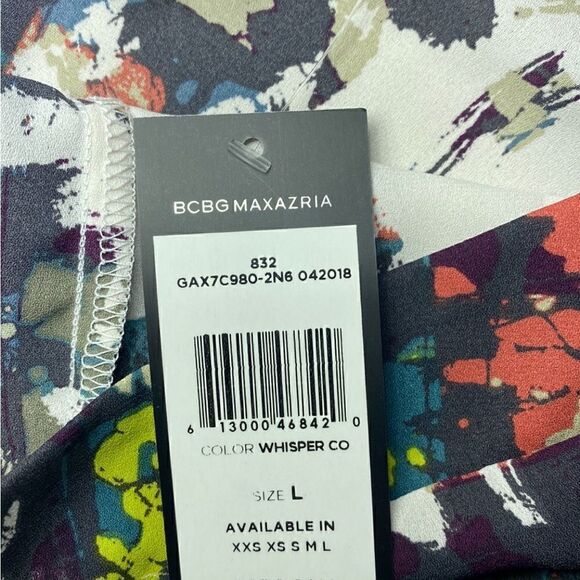 BCBGMAXAZRIA
832
GAX7C980-2N6 042018
6 13000 46842 0
COLOR WHISPER CO
SIZE L
AVAILABLE IN
XXS XS S M L